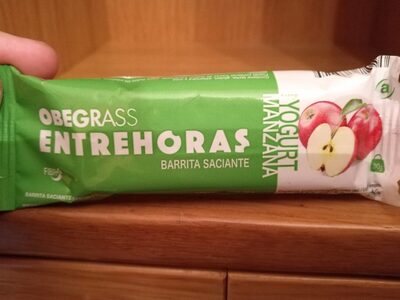 OBEGRASS
ENTREHORAS
BARRITA SACIANTE
YOGURT
MANZANA
a
BARRITA SACIANTE